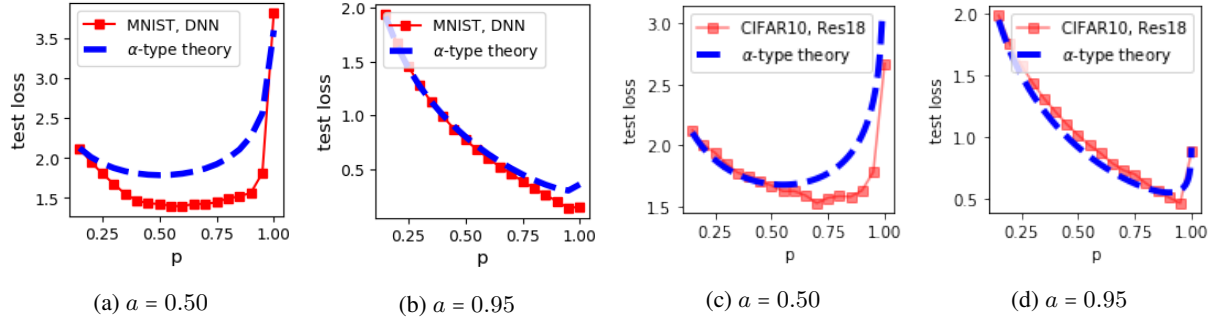 MNIST, DNN
α-type theory
3.5
3.0
2.5
2.0
1.5
test loss
0.25
0.50
0.75
1.00
p
(a) a = 0.50
MNIST, DNN
α-type theory
2.0
1.5
1.0
0.5
test loss
0.25
0.50
0.75
1.00
p
(b) a = 0.95
CIFAR10, Res18
α-type theory
3.0
2.5
2.0
1.5
test loss
0.25
0.50
0.75
1.00
p
(c) a = 0.50
CIFAR10, Res18
α-type theory
2.0
1.5
1.0
0.5
test loss
0.25
0.50
0.75
1.00
p
(d) a = 0.95